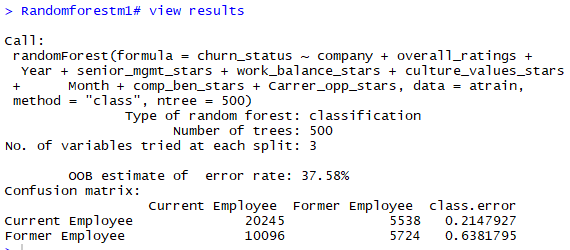 > Randomforestm1# view results
Call:
randomForest(formula = churn_status ~ company + overall_ratings +
Year + senior_mgmt_stars + work_balance_stars + culture_values_stars
+ Month + comp_ben_stars + Carrer_opp_stars, data = atrain,
method = "class", ntree = 500)
Type of random forest: classification
Number of trees: 500
No. of variables tried at each split: 3
OOB estimate of error rate: 37.58%
Confusion matrix:
Current Employee Former Employee class.error
Current Employee 20245 5538 0.2147927
Former Employee 10096 5724 0.6381795
>